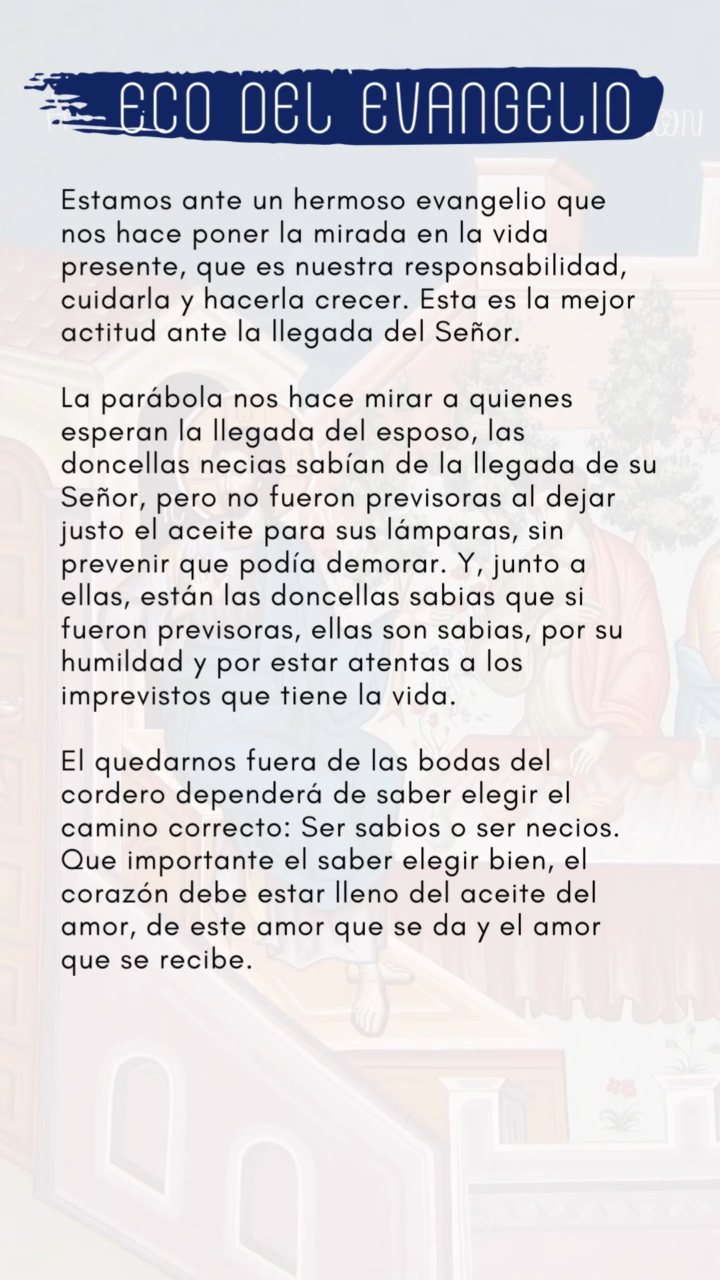 ECO DEL EVANGELIO
Estamos ante un hermoso evangelio que
nos hace poner la mirada en la vida
presente, que es nuestra responsabilidad,
cuidarla y hacerla crecer. Esta es la mejor
actitud ante la llegada del Señor.
La parábola nos hace mirar a quienes
esperan la llegada del esposo, las
doncellas necias sabían de la llegada de su
Señor, pero no fueron previsoras al dejar
justo el aceite para sus lámparas, sin
prevenir que podía demorar. Y, junto a
ellas, están las doncellas sabias que si
fueron previsoras, ellas son sabias, por su
humildad y por estar atentas a los
imprevistos que tiene la vida.
El quedarnos fuera de las bodas del
cordero dependerá de saber elegir el
camino correcto: Ser sabios o ser necios.
Que importante el saber elegir bien, el
corazón debe estar lleno del aceite del
amor, de este amor que se da y el amor
que se recibe.